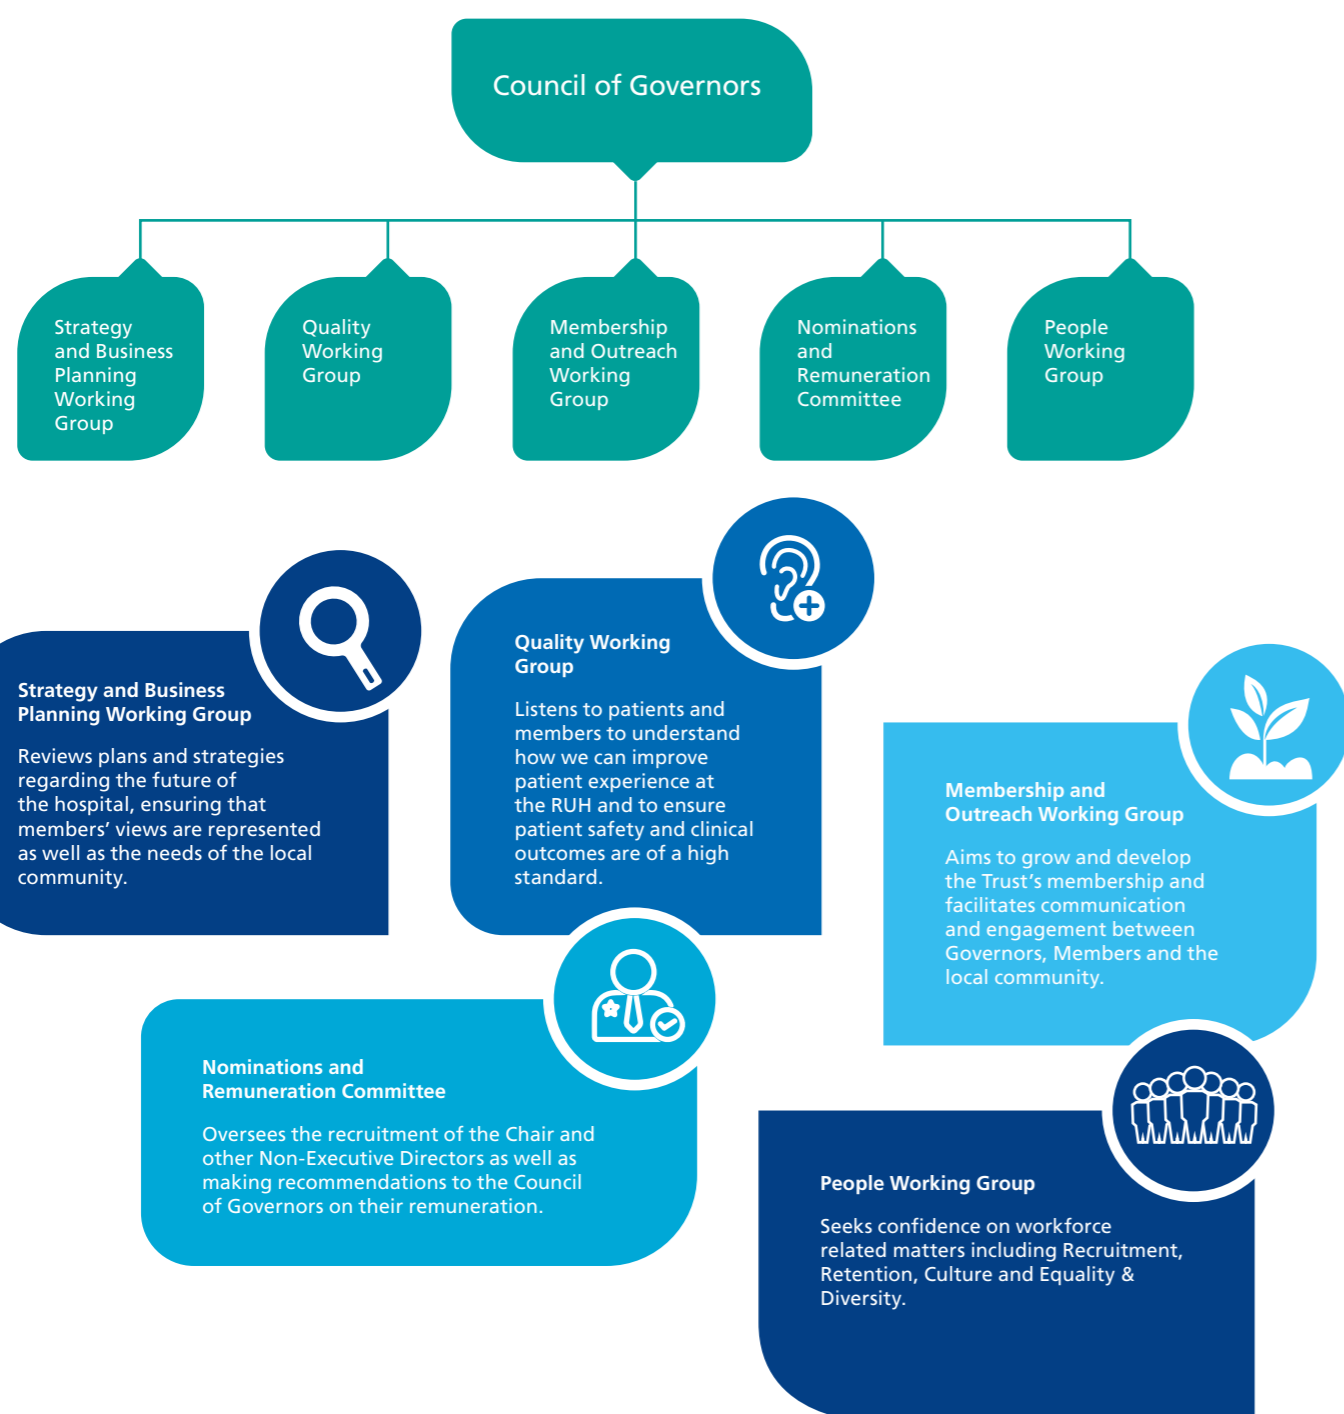 Council of Governors
Strategy
and Business
Planning
Working
Group
Quality
Working
Group
Membership
and Outreach
Working
Group
Nominations
and
Remuneration
Committee
People
Working
Group
Strategy and Business
Planning Working Group
Reviews plans and strategies
regarding the future of
the hospital, ensuring that
members’ views are represented
as well as the needs of the local
community.
Quality Working
Group
Listens to patients and
members to understand
how we can improve
patient experience at
the RUH and to ensure
patient safety and clinical
outcomes are of a high
standard.
Membership and
Outreach Working Group
Aims to grow and develop
the Trust’s membership and
facilitates communication
and engagement between
Governors, Members and the
local community.
Nominations and
Remuneration Committee
Oversees the recruitment of the Chair and
other Non-Executive Directors as well as
making recommendations to the Council
of Governors on their remuneration.
People Working Group
Seeks confidence on workforce
related matters including Recruitment,
Retention, Culture and Equality &
Diversity.